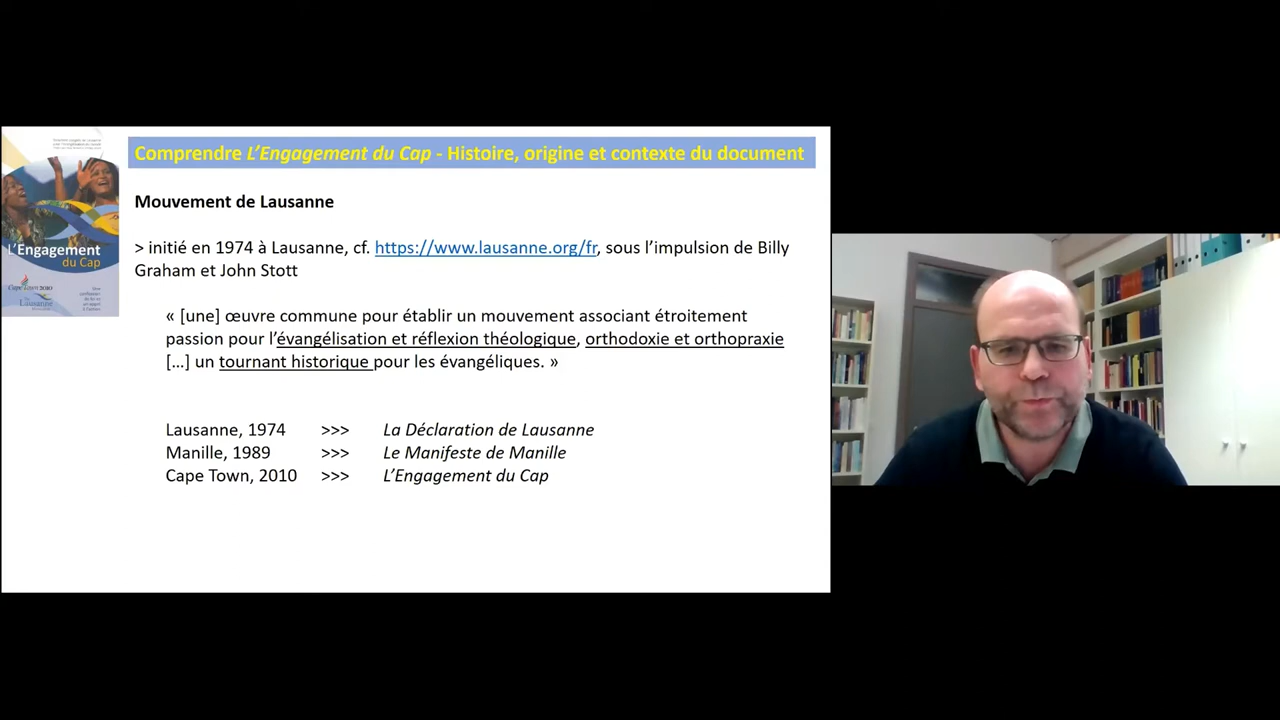 Comprendre L’Engagement du Cap - Histoire, origine et contexte du document
Mouvement de Lausanne
> initié en 1974 à Lausanne, cf. https://www.lausanne.org/fr, sous l’impulsion de Billy
Graham et John Stott
« [une] œuvre commune pour établir un mouvement associant étroitement
passion pour l’évangélisation et réflexion théologique, orthodoxie et orthopraxie
[…] un tournant historique pour les évangéliques. »
Lausanne, 1974 >>> La Déclaration de Lausanne
Manille, 1989 >>> Le Manifeste de Manille
Cape Town, 2010 >>> L’Engagement du Cap
L’Engagement
du Cap
Cape Town 2010
Lausanne